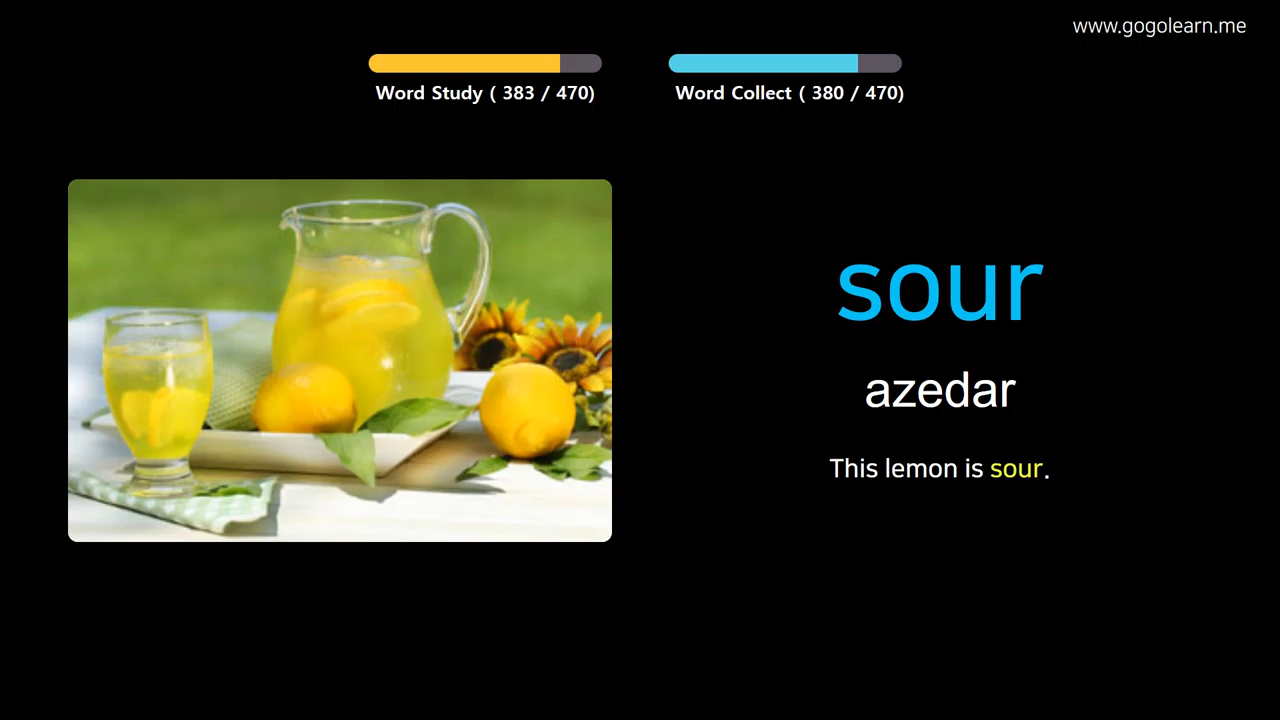 www.gogolearn.me
Word Study ( 383 / 470)
Word Collect ( 380 / 470)
sour
azedar
This lemon is sour.